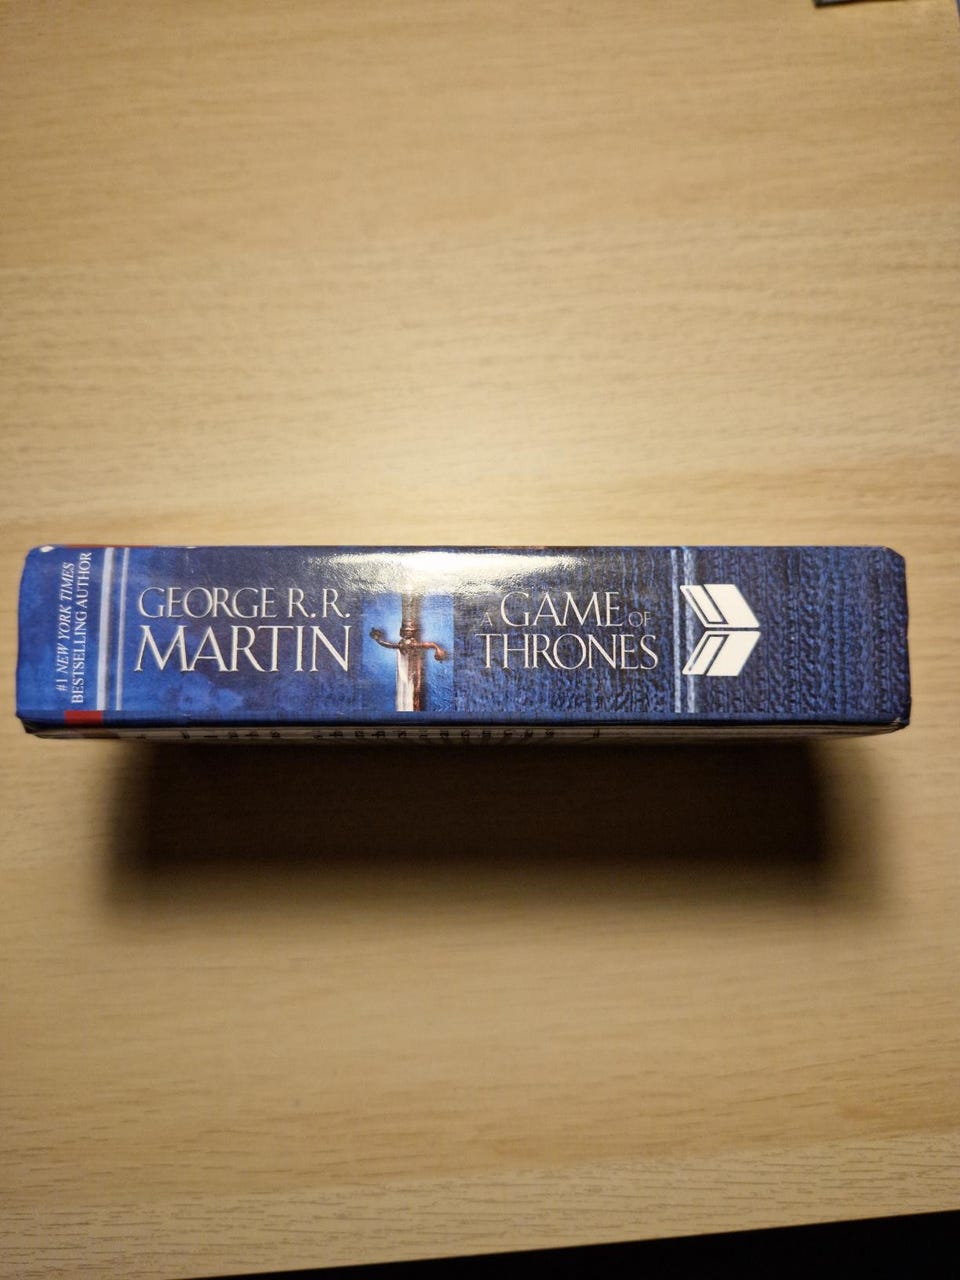 #1 NEW YORK TIMES
BESTSELLING AUTHOR
GEORGE R. R.
MARTIN
A GAME OF
THRONES